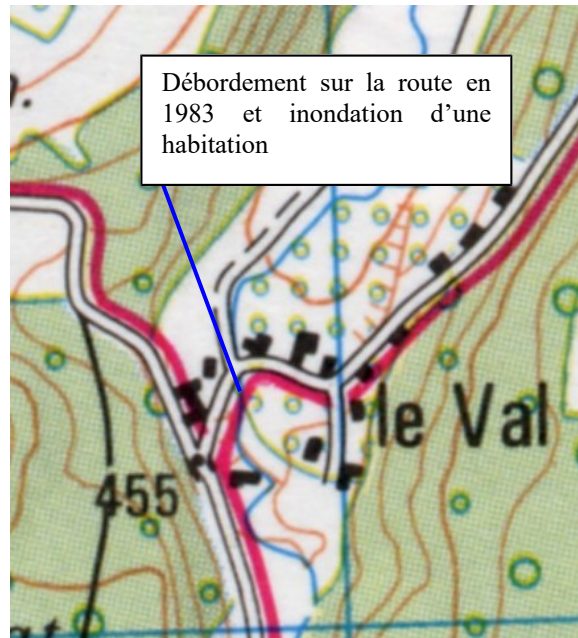 Débordement sur la route en
1983 et inondation d'une
habitation
le Val
455